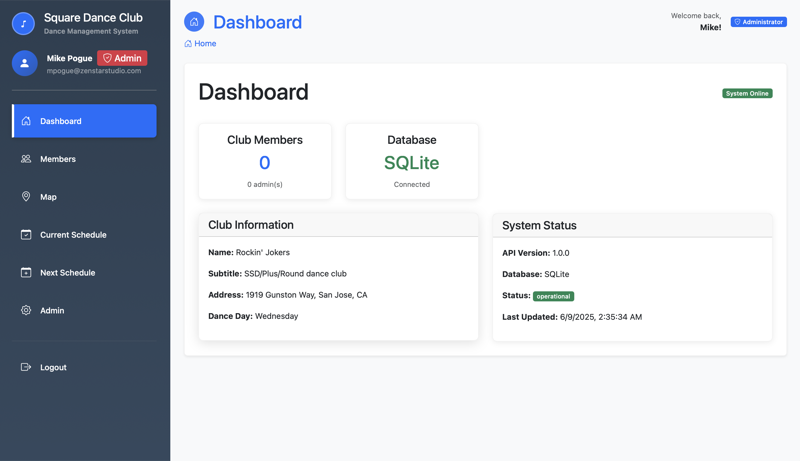 Square Dance Club
Dance Management System
Mike Pogue Admin
mpogue@zenstarstudio.com
Dashboard
Members
Map
Current Schedule
Next Schedule
Admin
Logout
Dashboard
Welcome back,
Mike!
Administrator
Home
Dashboard
System Online
Club Members
0
0 admin(s)
Database
SQLite
Connected
Club Information
Name: Rockin' Jokers
Subtitle: SSD/Plus/Round dance club
Address: 1919 Gunston Way, San Jose, CA
Dance Day: Wednesday
System Status
API Version: 1.0.0
Database: SQLite
Status: operational
Last Updated: 6/9/2025, 2:35:34 AM